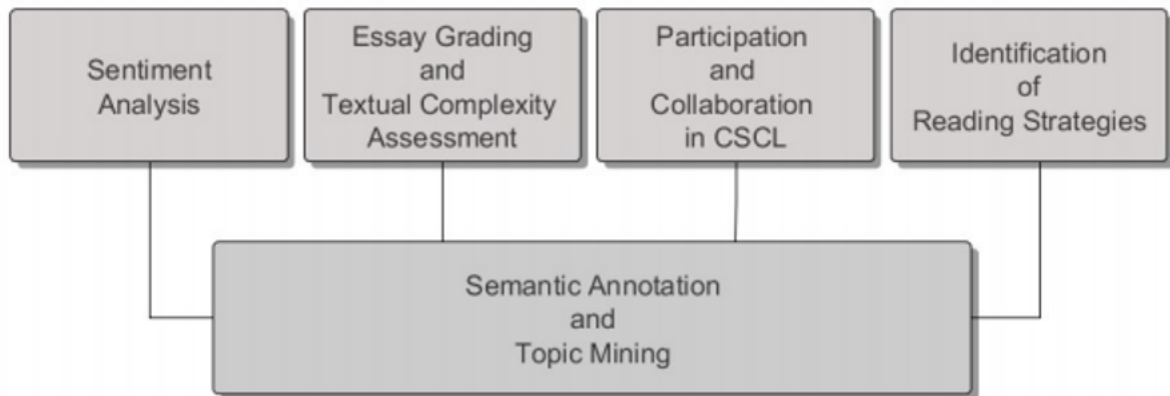 Sentiment
Analysis
Essay Grading
and
Textual Complexity
Assessment
Participation
and
Collaboration
in CSCL
Identification
of
Reading Strategies
Semantic Annotation
and
Topic Mining